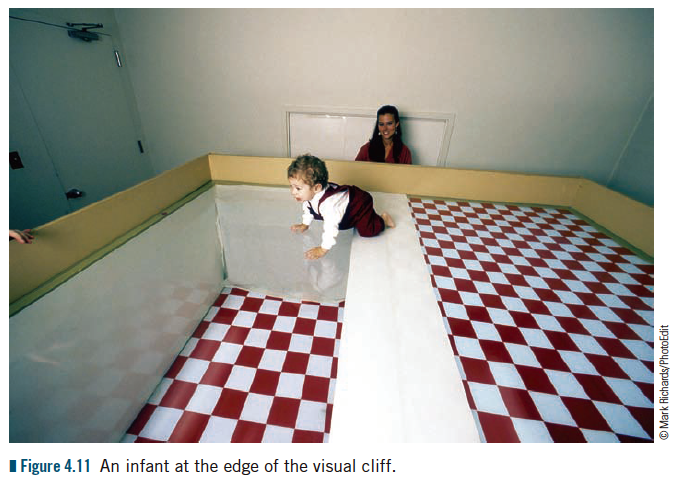 © Mark Richards/PhotoEdit
Figure 4.11 An infant at the edge of the visual cliff.